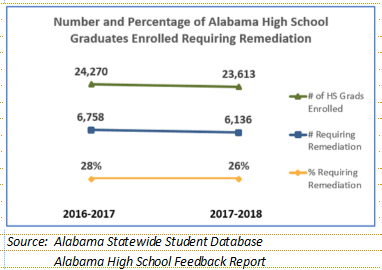 Number and Percentage of Alabama High School
Graduates Enrolled Requiring Remediation
24,270
23,613
# of HS Grads
Enrolled
6,758
6,136
# Requiring
Remediation
28%
26%
% Requiring
Remediation
2016-2017
2017-2018
Source: Alabama Statewide Student Database
Alabama High School Feedback Report